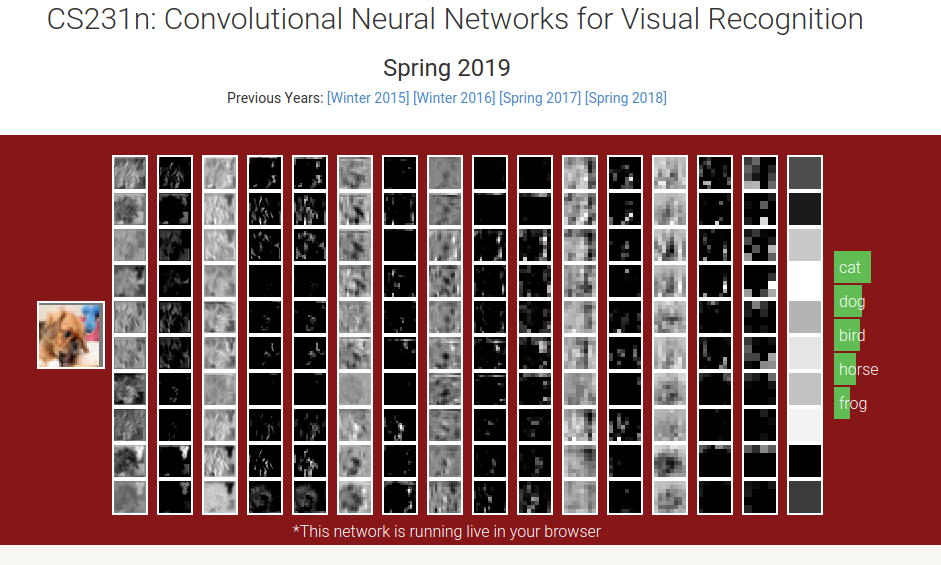 CS231n: Convolutional Neural Networks for Visual Recognition
Spring 2019
Previous Years: [Winter 2015] [Winter 2016] [Spring 2017] [Spring 2018]
cat
dog
bird
horse
frog
*This network is running live in your browser